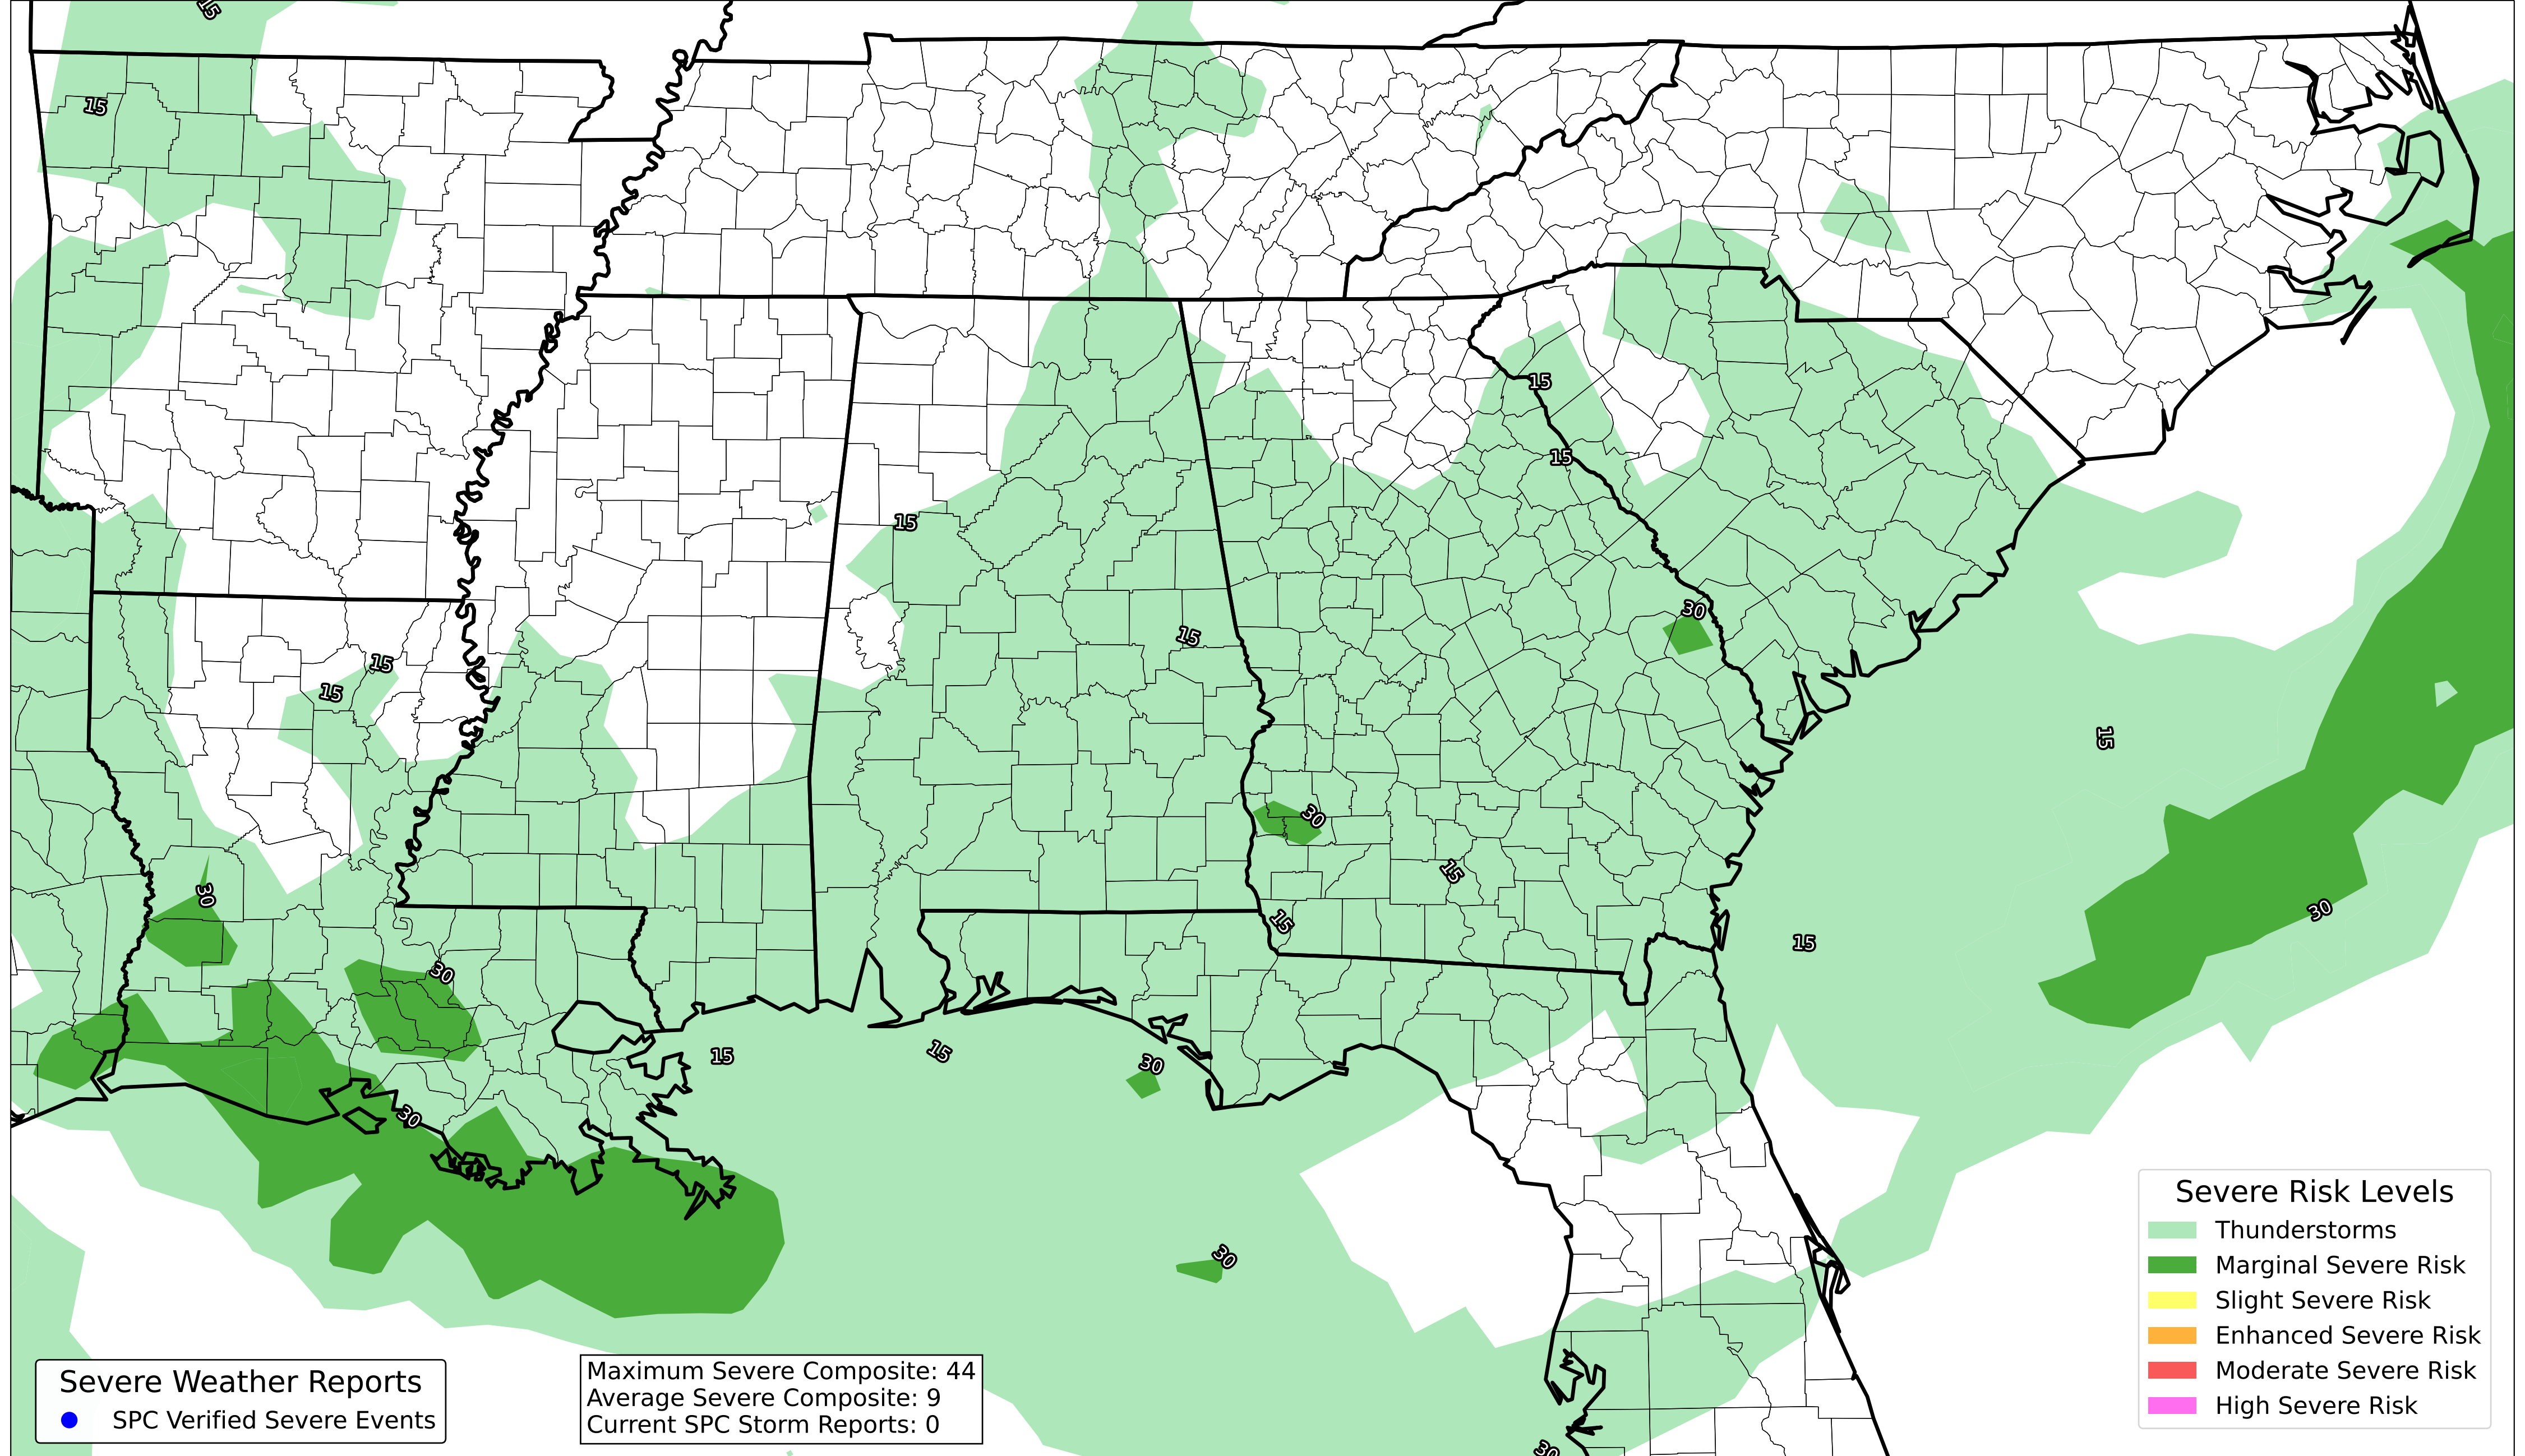 15
15
15
15
15
30
15
15
15
15
30
15
30
15
30
15
30
15
30
15
15
30
30
30
30
Severe Risk Levels
Thunderstorms
Marginal Severe Risk
Slight Severe Risk
Enhanced Severe Risk
Moderate Severe Risk
High Severe Risk
Severe Weather Reports
SPC Verified Severe Events
Maximum Severe Composite: 44
Average Severe Composite: 9
Current SPC Storm Reports: 0